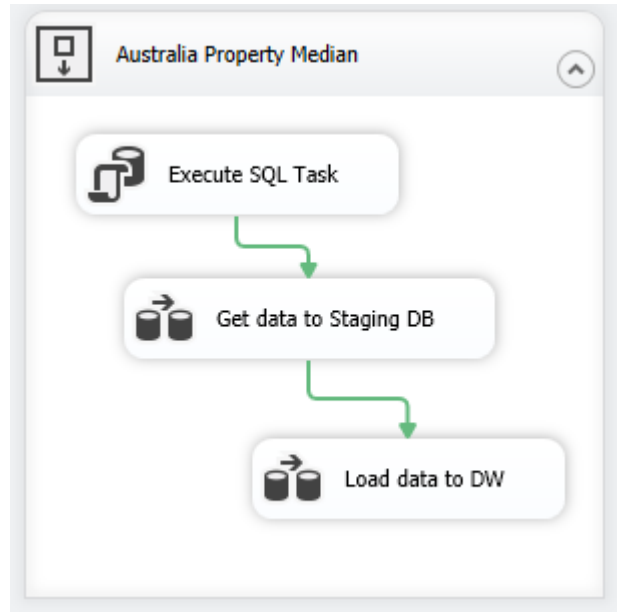 Australia Property Median
Execute SQL Task
Get data to Staging DB
Load data to DW